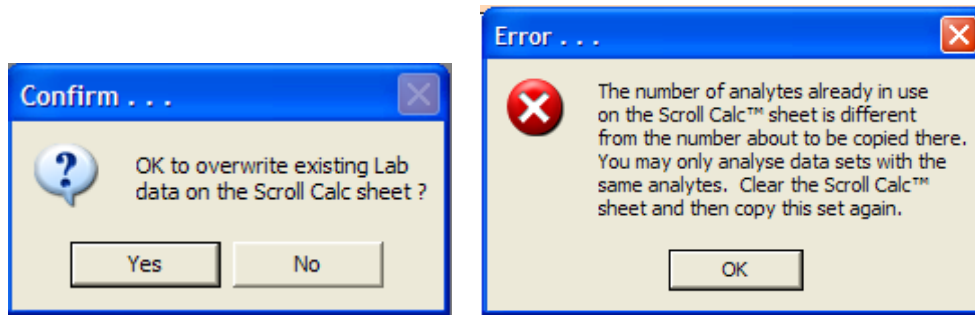 Confirm . . .
OK to overwrite existing Lab
data on the Scroll Calc sheet ?
Yes
No
Error . . .
The number of analytes already in use
on the Scroll Calc™ sheet is different
from the number about to be copied there.
You may only analyse data sets with the
same analytes.  Clear the Scroll Calc™
sheet and then copy this set again.
OK